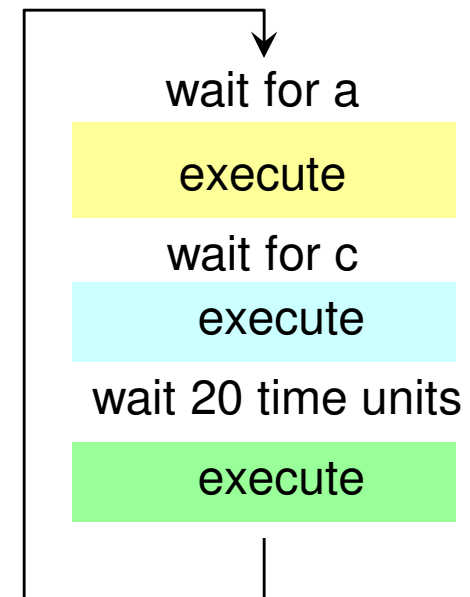 wait for a
execute
wait for c
execute
wait 20 time units
execute